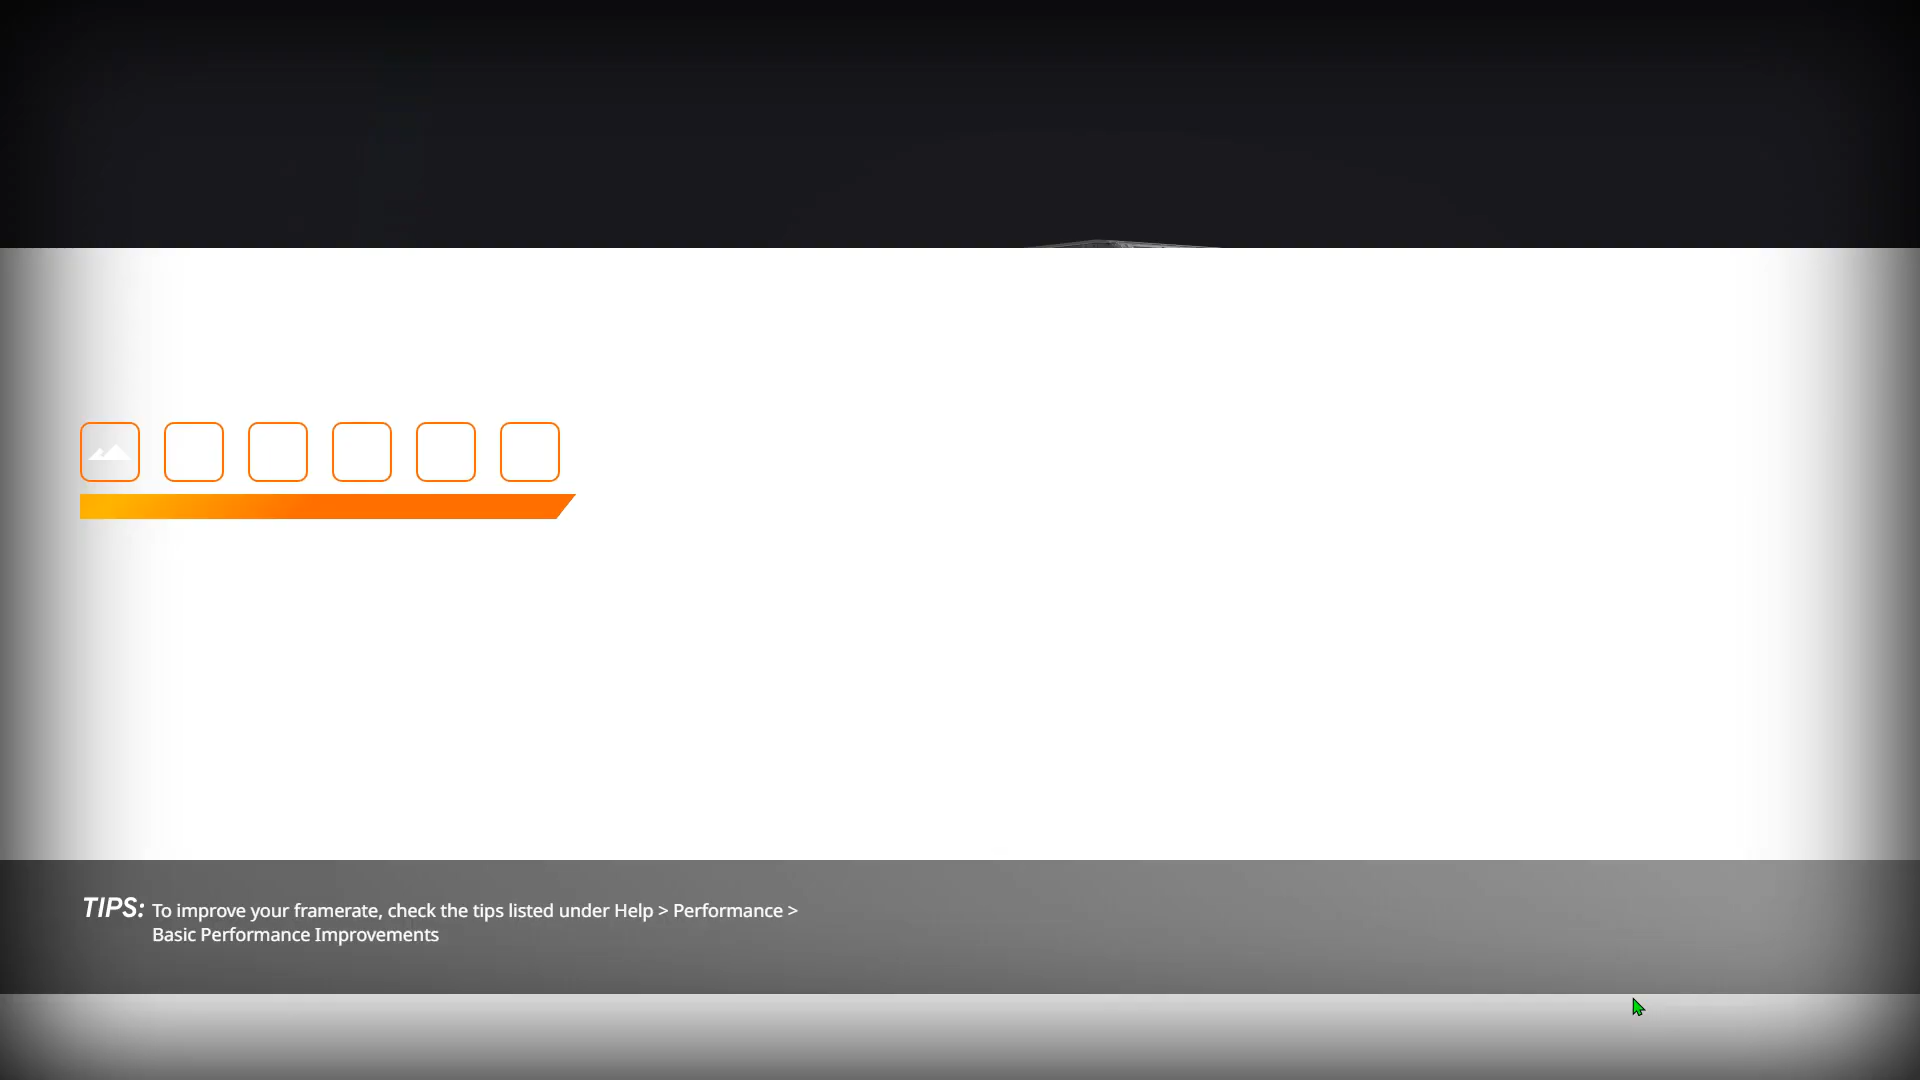 TIPS: To improve your framerate, check the tips listed under Help > Performance >
Basic Performance Improvements